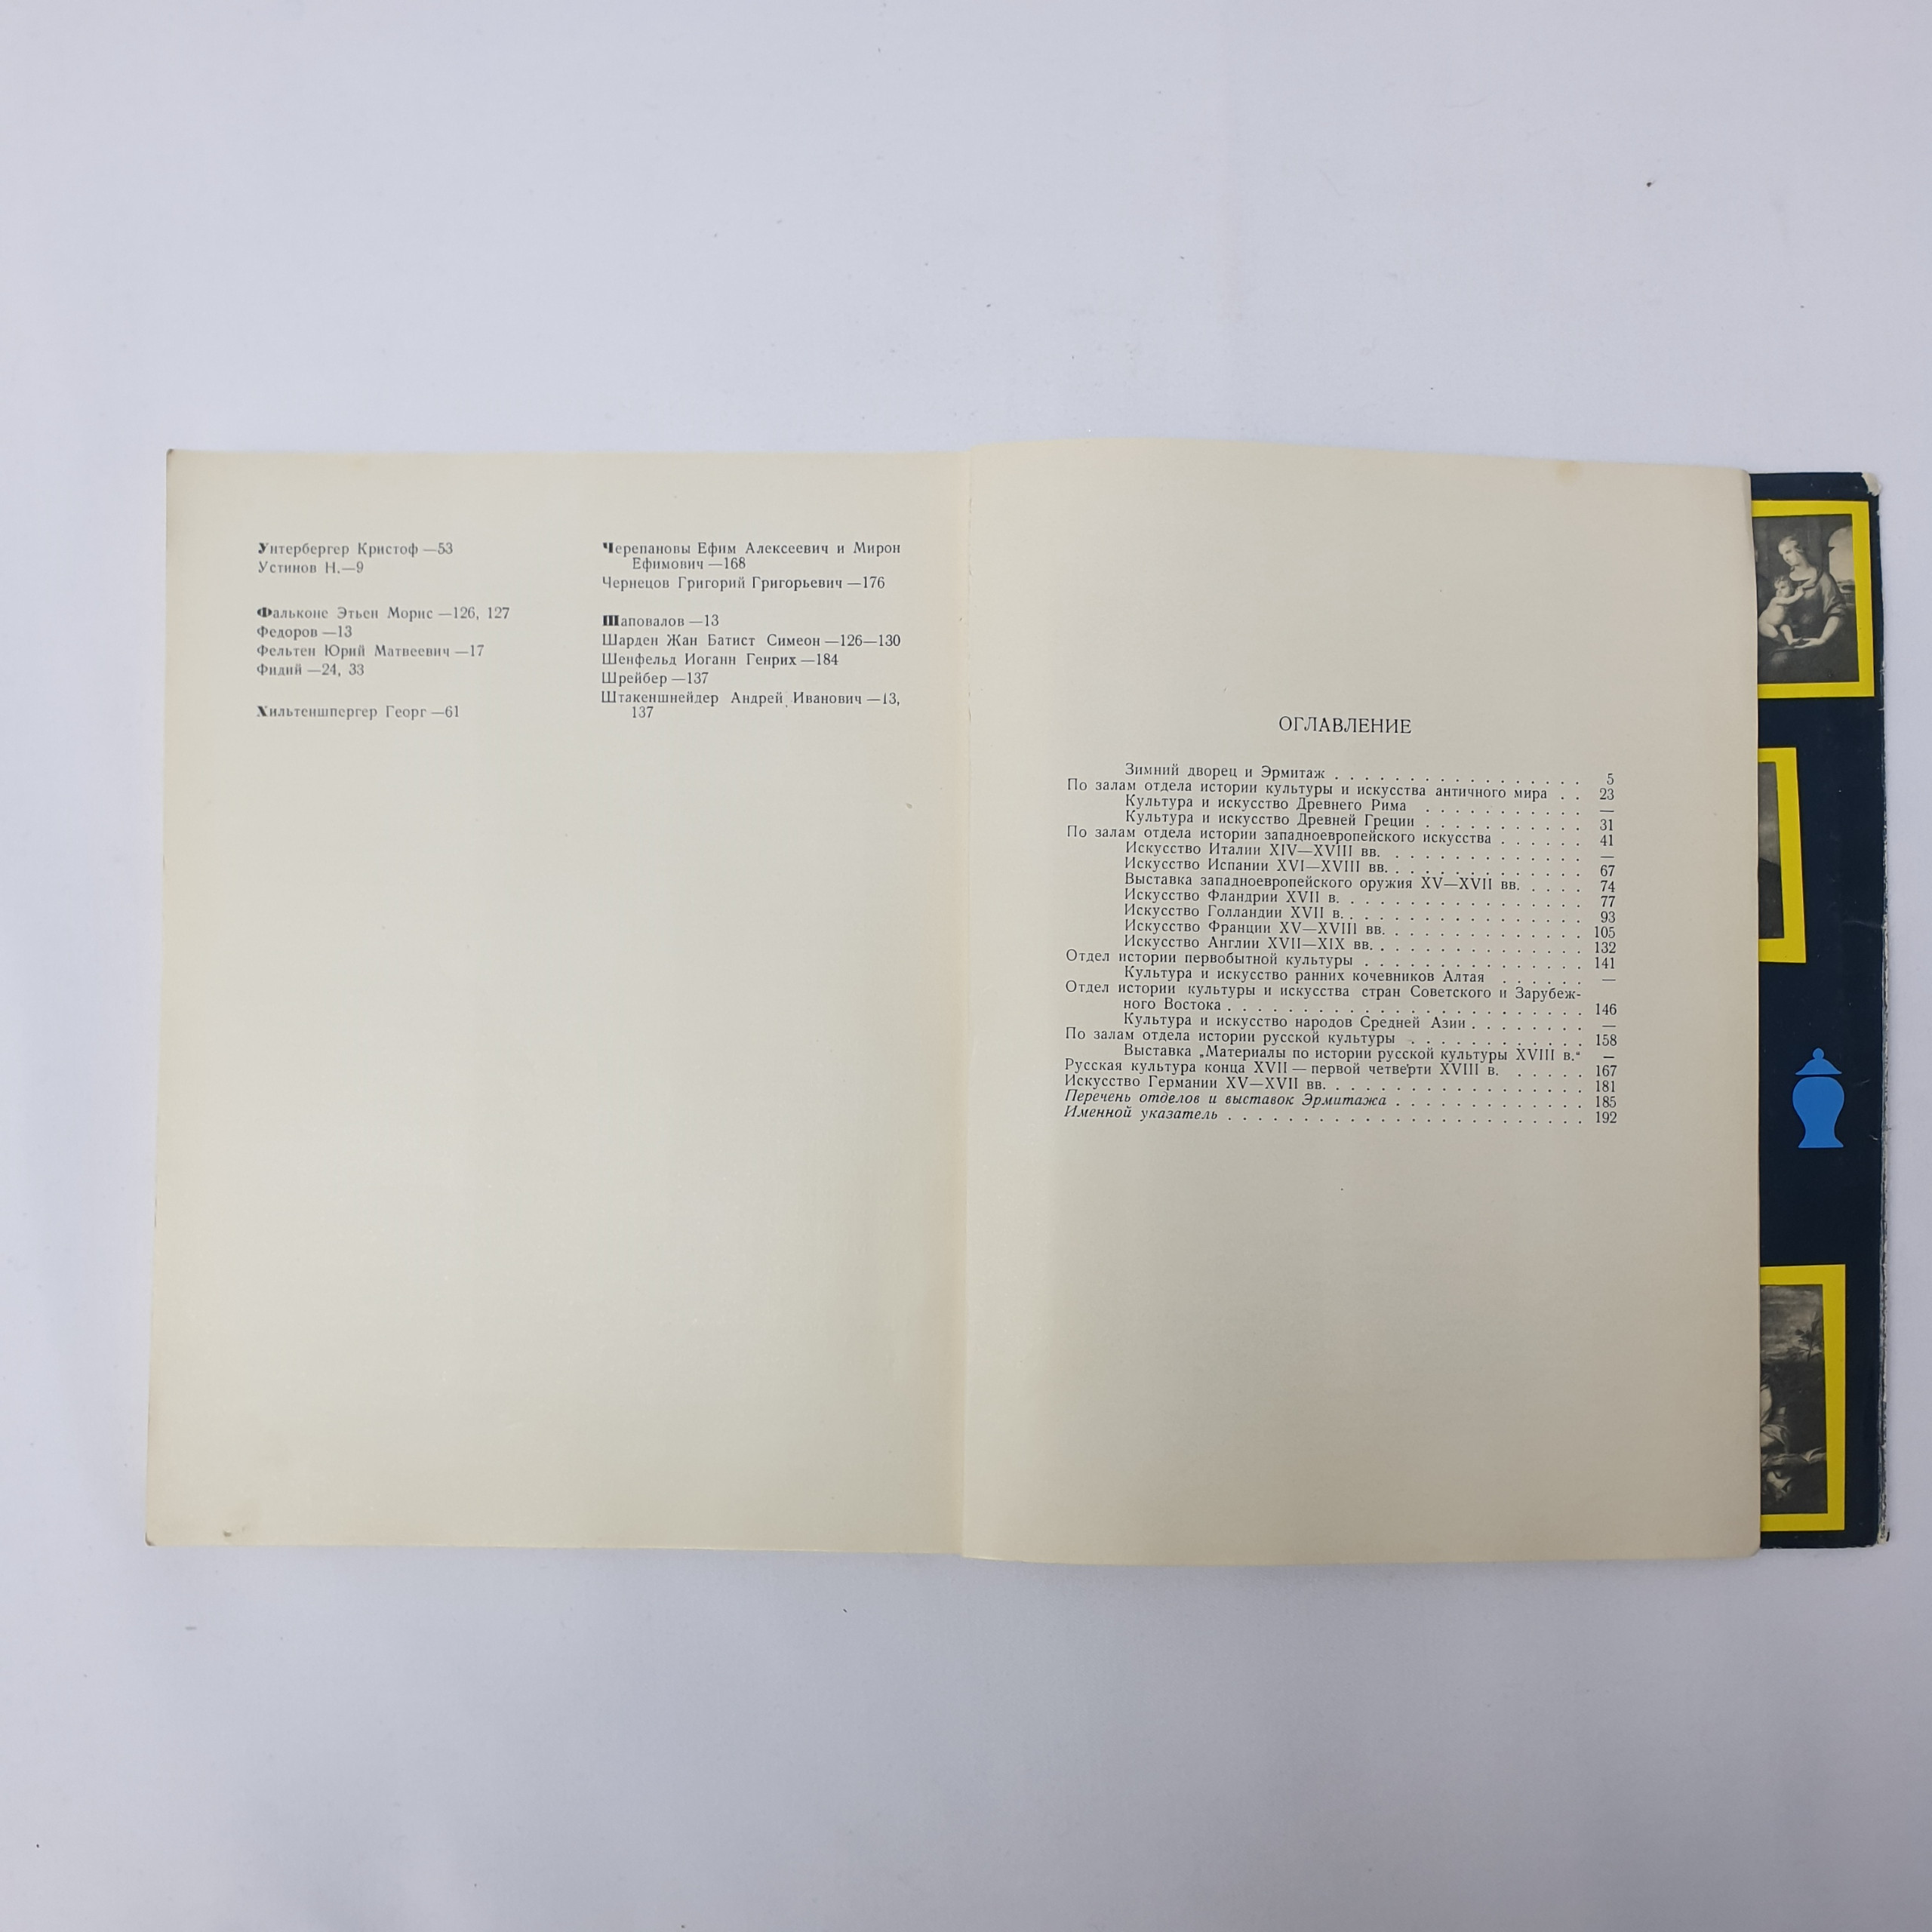 Унтербергер Кристоф —53
Устинов Н.—9
Фальконе Этьен Морис —126, 127
Федоров —13
Фельтен Юрий Матвеевич —17
Фидий —24, 33
Хильтеншпергер Георг —61
Черепановы Ефим Алексеевич и Мирон
Ефимович —168
Чернецов Григорий Григорьевич —176
Шаповалов —13
Шарден Жан Батист Симеон —126—130
Шенфельд Иоганн Генрих —184
Шрейбер —137
Штакеншнейдер Андрей Иванович —13,
137
ОГЛАВЛЕНИЕ
Зимний дворец и Эрмитаж . . . . . . . . . . . . . . . . . 5
По залам отдела истории культуры и искусства античного мира . . 23
Культура и искусство Древнего Рима . . . . . . . . . . . —
Культура и искусство Древней Греции . . . . . . . . . . . 31
По залам отдела истории западноевропейского искусства . . . . . . 41
Искусство Италии XIV—XVIII вв. . . . . . . . . . . . . . —
Искусство Испании XVI—XVIII вв. . . . . . . . . . . . . . 67
Выставка западноевропейского оружия XV—XVII вв. . . . . 74
Искусство Фландрии XVII в. . . . . . . . . . . . . . . . . 77
Искусство Голландии XVII в. . . . . . . . . . . . . . . . . 93
Искусство Франции XV—XVIII вв. . . . . . . . . . . . . . 105
Искусство Англии XVII—XIX вв. . . . . . . . . . . . . . . 132
Отдел истории первобытной культуры . . . . . . . . . . . . . . . 141
Культура и искусство ранних кочевников Алтая . . . . . . —
Отдел истории культуры и искусства стран Советского и Зарубеж-
ного Востока . . . . . . . . . . . . . . . . . . . . . . . . 146
Культура и искусство народов Средней Азии . . . . . . . . —
По залам отдела истории русской культуры . . . . . . . . . . . . 158
Выставка „Материалы по истории русской культуры XVIII в.“ —
Русская культура конца XVII — первой четверти XVIII в. . . . . . 167
Искусство Германии XV—XVII вв. . . . . . . . . . . . . . . . . . 181
Перечень отделов и выставок Эрмитажа . . . . . . . . . . . . . 185
Именной указатель . . . . . . . . . . . . . . . . . . . . . . . . 192